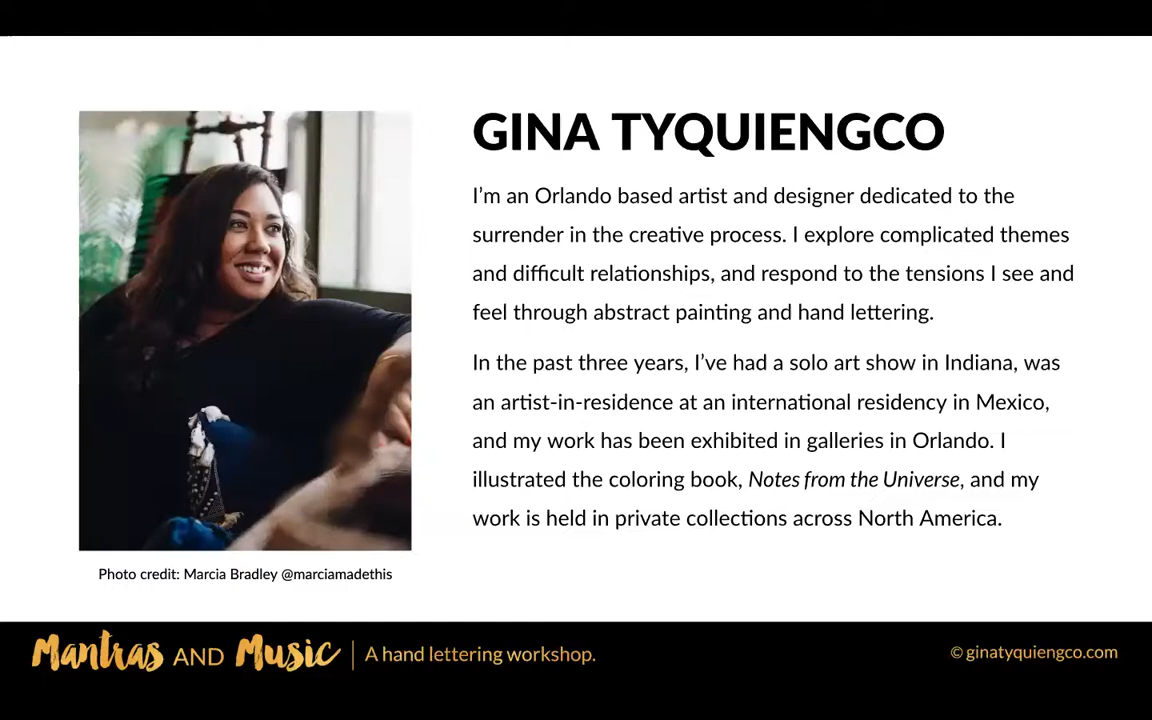 GINA TYQUIENGCO
I’m an Orlando based artist and designer dedicated to the
surrender in the creative process. I explore complicated themes
and difficult relationships, and respond to the tensions I see and
feel through abstract painting and hand lettering.
In the past three years, I’ve had a solo art show in Indiana, was
an artist-in-residence at an international residency in Mexico,
and my work has been exhibited in galleries in Orlando. I
illustrated the coloring book, Notes from the Universe, and my
work is held in private collections across North America.
Photo credit: Marcia Bradley @marciamadethis
Mantras AND Music | A hand lettering workshop.
© ginatyquiengco.com